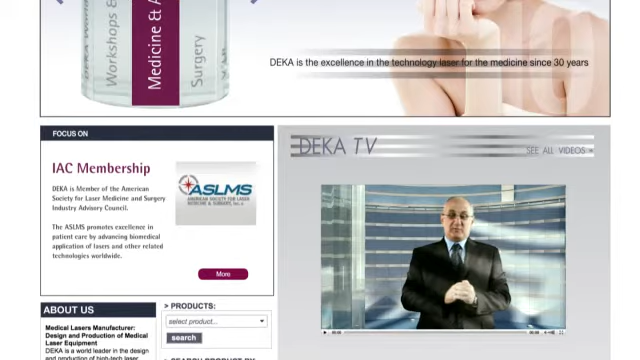 Workshops &
Medicine & A
Surgery
DEKA is the excellence in the technology laser for the medicine since 30 years
FOCUS ON
IAC Membership
DEKA is Member of the American
Society for Laser Medicine and Surgery
Industry Advisory Council.
The ASLMS promotes excellence in
patient care by advancing biomedical
application of lasers and other related
technologies worldwide.
ASLMS
AMERICAN SOCIETY FOR LASER
MEDICINE & SURGERY, INC.
More
DEKA TV
SEE ALL VIDEOS »
ABOUT US
Medical Lasers Manufacturer:
Design and Production of Medical
Laser Equipment
DEKA is a world leader in the design
and production of high-tech laser
> PRODUCTS:
select product...
search
> SEARCH PRODUCT BY